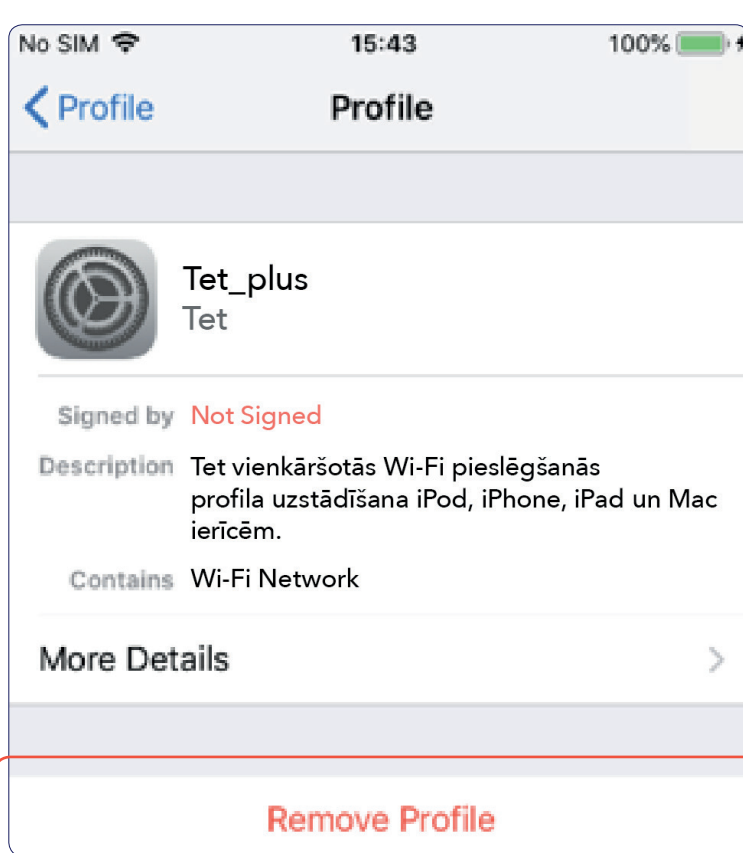 No SIM 15:43 100%
Profile Profile
Tet_plus
Tet
Signed by Not Signed
Description Tet vienkāršotās Wi-Fi pieslēgšanās
profila uzstādīšana iPod, iPhone, iPad un Mac
ierīcēm.
Contains Wi-Fi Network
More Details
Remove Profile